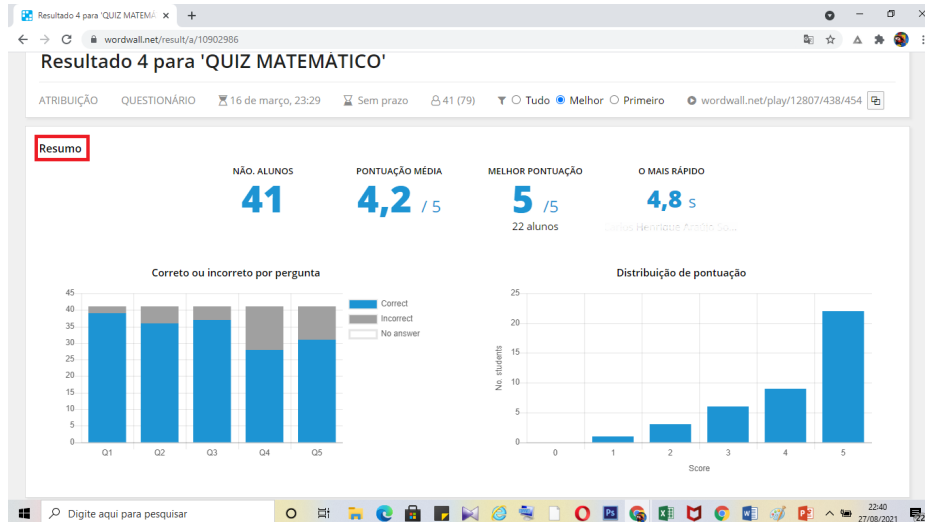 Resultado 4 para 'QUIZ MATEMÁ
wordwall.net/result/a/10902986
Resultado 4 para 'QUIZ MATEMÁTICO'
ATRIBUIÇÃO QUESTIONÁRIO 16 de março, 23:29 Sem prazo 41 (79) Tudo Melhor Primeiro wordwall.net/play/12807/438/454
Resumo
NÃO. ALUNOS PONTUAÇÃO MÉDIA MELHOR PONTUAÇÃO O MAIS RÁPIDO
41 4,2 / 5 5 /5 4,8 s
22 alunos Henrique
Correto ou incorreto por pergunta
45
40
35
30
25
20
15
10
5
0
Q1 Q2 Q3 Q4 Q5
Correct
Incorrect
No answer
Distribuição de pontuação
No. students
25
20
15
10
5
0
0 1 2 3 4 5
Score
Digite aqui para pesquisar
22:40
27/08/2021
22